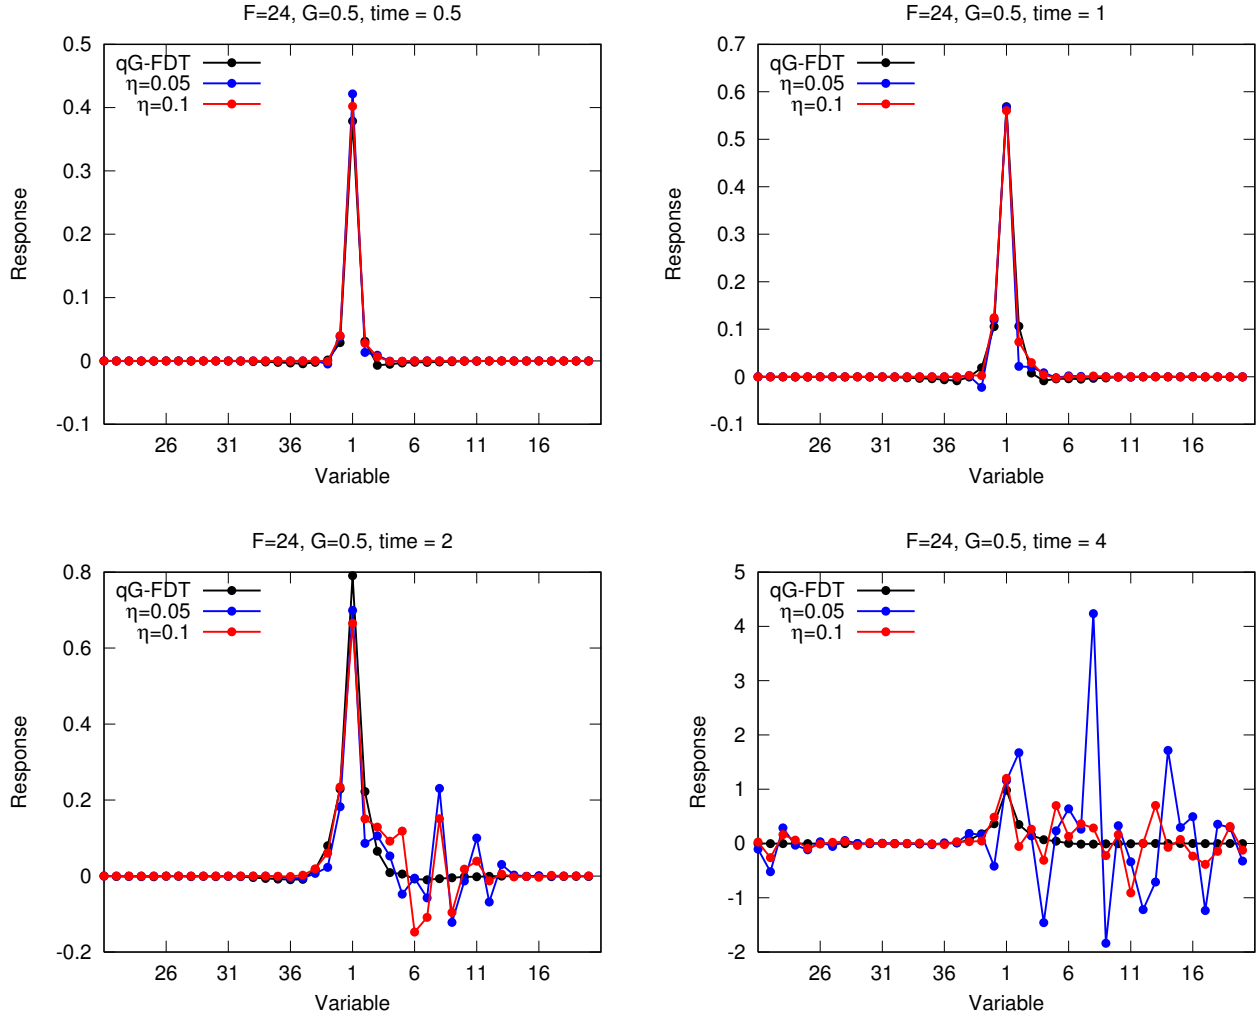 F=24, G=0.5, time = 0.5
0.5
0.4
0.3
0.2
0.1
0
-0.1
Response
qG-FDT
η=0.05
η=0.1
26 31 36 1 6 11 16
Variable
F=24, G=0.5, time = 1
0.7
0.6
0.5
0.4
0.3
0.2
0.1
0
-0.1
Response
qG-FDT
η=0.05
η=0.1
26 31 36 1 6 11 16
Variable
F=24, G=0.5, time = 2
0.8
0.6
0.4
0.2
0
-0.2
Response
qG-FDT
η=0.05
η=0.1
26 31 36 1 6 11 16
Variable
F=24, G=0.5, time = 4
5
4
3
2
1
0
-1
-2
Response
qG-FDT
η=0.05
η=0.1
26 31 36 1 6 11 16
Variable